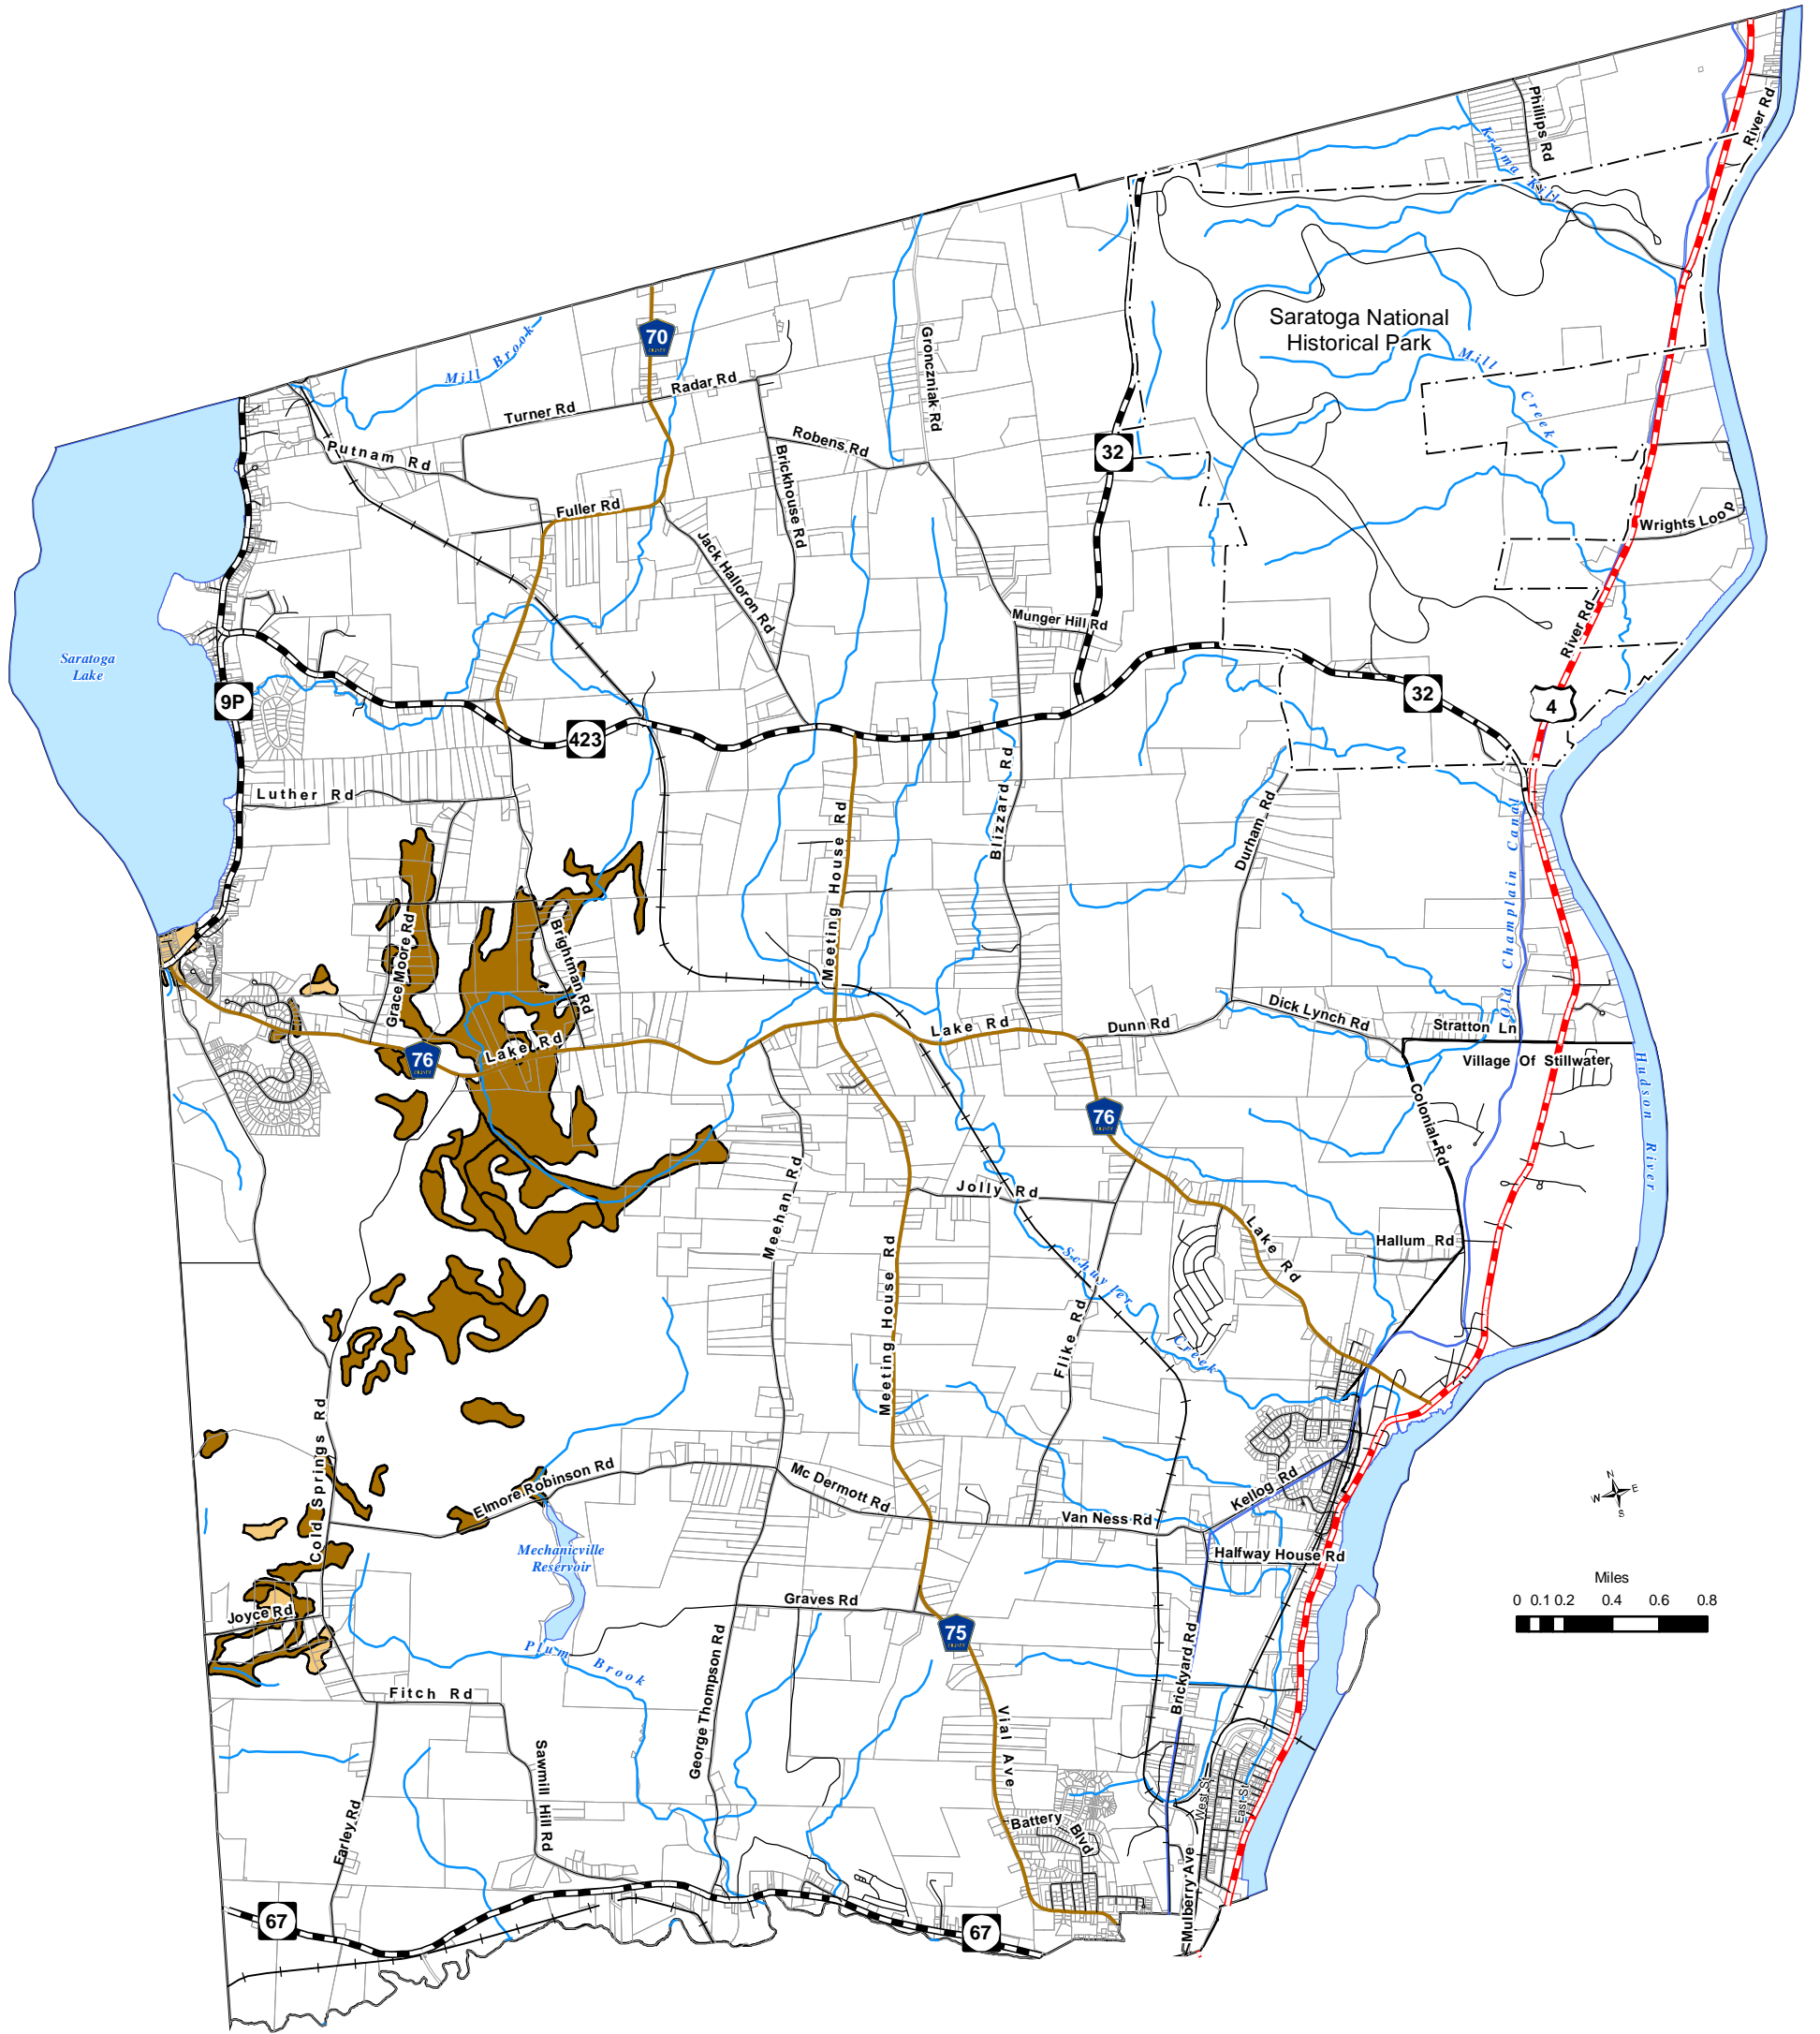 Phillips Rd
River Rd
Kroma Kill
Saratoga National
Historical Park
70
COUNTY
Mill Brook
Radar Rd
Turner Rd
Gronczniak Rd
Mill Creek
Putnam Rd
Robens Rd
32
Brickhouse Rd
Fuller Rd
Wrights Loop
Jack Halloron Rd
Munger Hill Rd
River Rd
Saratoga
Lake
9P
32
4
423
Luther Rd
Blizzard Rd
Meeting House Rd
Durham Rd
Old Champlain Canal
Grace Moore Rd
Brightman Rd
Lake Rd
Dunn Rd
Dick Lynch Rd
Stratton Ln
Village Of Stillwater
76
COUNTY
Lake Rd
Hudson River
76
COUNTY
Colonial Rd
Jolly Rd
Meehan Rd
Lake Rd
Hallum Rd
Schuyler Creek
Meeting House Rd
Flike Rd
Cold Springs Rd
Elmore Robinson Rd
Mc Dermott Rd
Kellog Rd
Van Ness Rd
N
W
E
S
Mechanicville
Reservoir
Halfway House Rd
Miles
0 0.1 0.2 0.4 0.6 0.8
Graves Rd
Joyce Rd
75
COUNTY
Plum Brook
George Thompson Rd
Brickyard Rd
Fitch Rd
Vial Ave
Sawmill Hill Rd
West St
East St
Farley Rd
Battery Blvd
Mulberry Ave
67
67